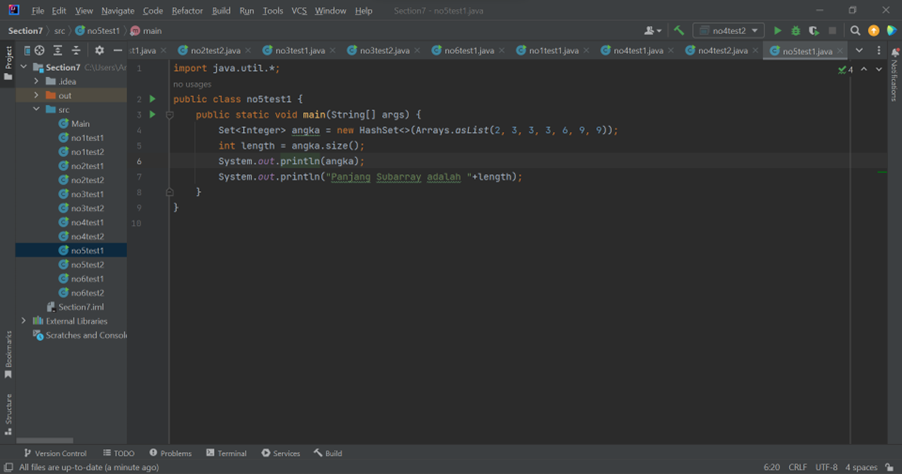 File Edit View Navigate Code Refactor Build Run Tools VCS Window Help Section7 - no5test1.java
Section7 src no5test1 main no4test2
Project st1.java no2test2.java no3test1.java no3test2.java no6test1.java no1test1.java no4test1.java no4test2.java no5test1.java
Section7 C:\Users\Ar
.idea
out
src
Main
no1test1
no1test2
no2test1
no2test2
no3test1
no3test2
no4test1
no4test2
no5test1
no5test2
no6test1
no6test2
Section7.iml
External Libraries
Scratches and Consol
1 import java.util.*;
no usages
2 public class no5test1 {
3 public static void main(String[] args) {
4 Set<Integer> angka = new HashSet<>(Arrays.asList(2, 3, 3, 3, 6, 9, 9));
5 int length = angka.size();
6 System.out.println(angka);
7 System.out.println("Panjang Subarray adalah "+length);
8 }
9 }
10
4
Notifications
Bookmarks
Structure
Version Control TODO Problems Terminal Services Build
All files are up-to-date (a minute ago) 6:20 CRLF UTF-8 4 spaces